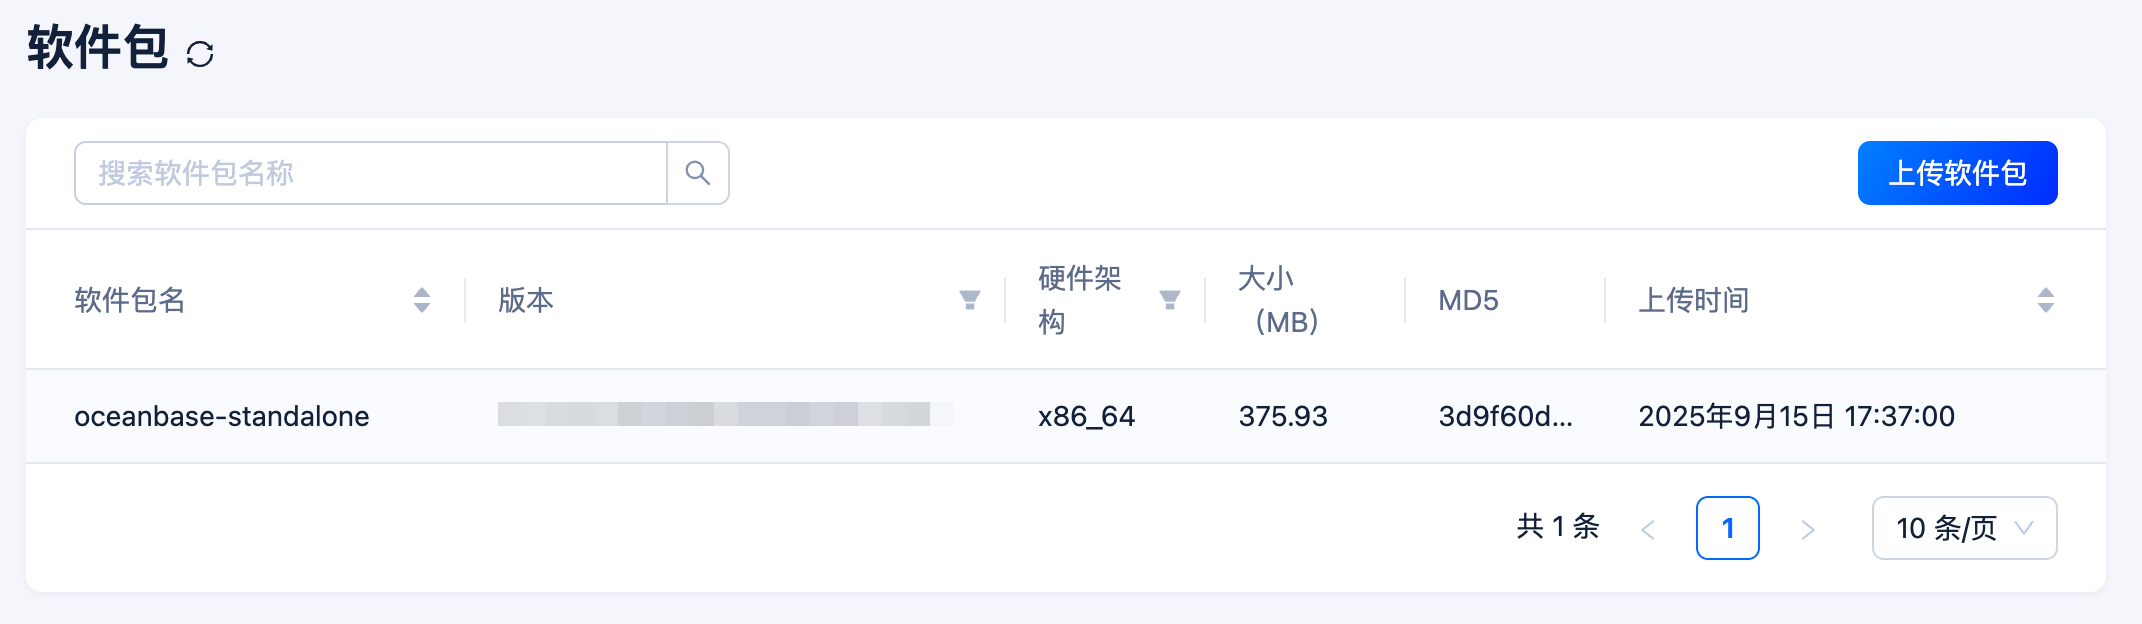 软件包
搜索软件包名称
上传软件包
软件包名
版本
硬件架构
大小（MB）
MD5
上传时间
oceanbase-standalone
x86_64
375.93
3d9f60d...
2025年9月15日 17:37:00
共 1 条
1
10 条/页